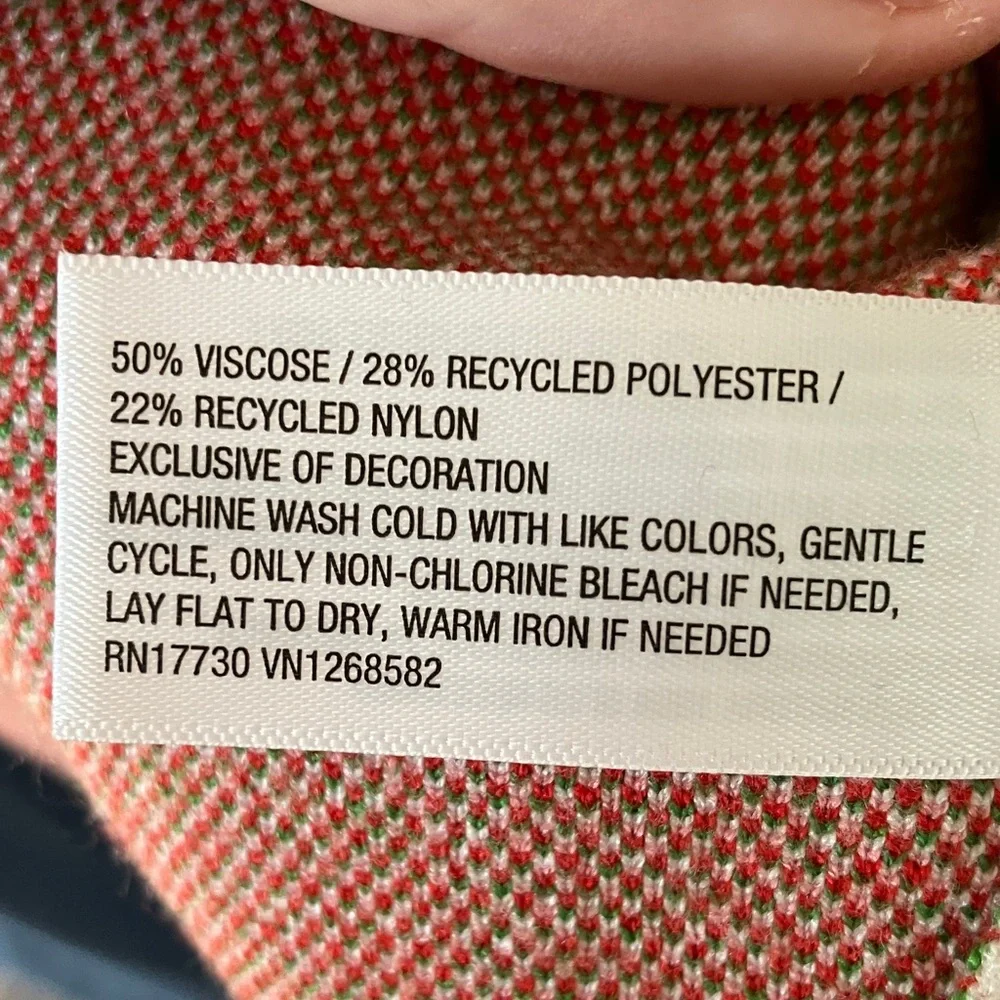 50% VISCOSE / 28% RECYCLED POLYESTER /
22% RECYCLED NYLON
EXCLUSIVE OF DECORATION
MACHINE WASH COLD WITH LIKE COLORS, GENTLE
CYCLE, ONLY NON-CHLORINE BLEACH IF NEEDED,
LAY FLAT TO DRY, WARM IRON IF NEEDED
RN17730 VN1268582